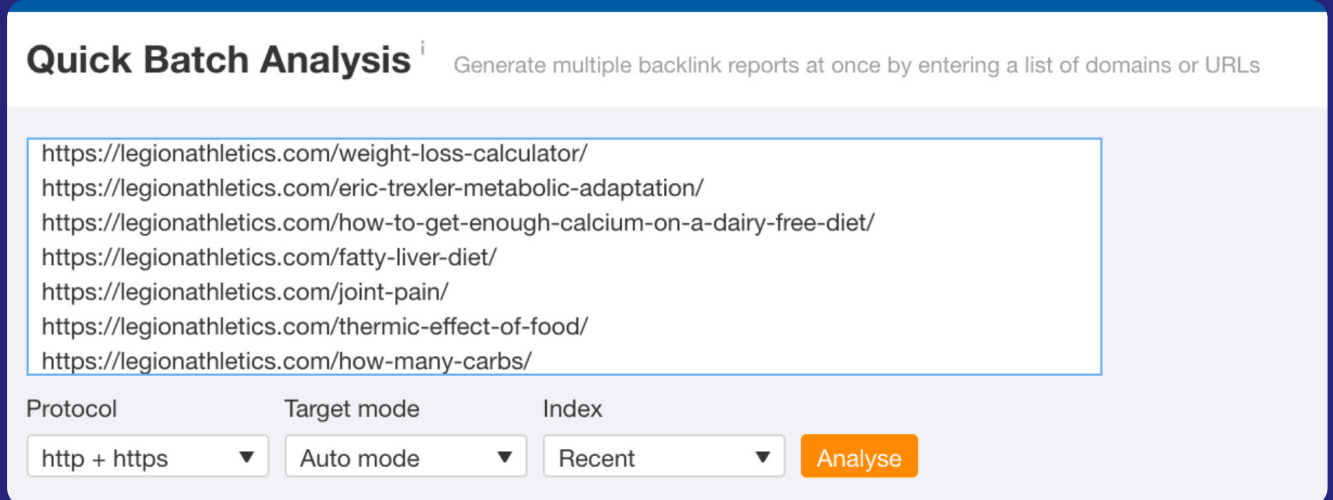 Quick Batch Analysis i Generate multiple backlink reports at once by entering a list of domains or URLs
https://legionathletics.com/weight-loss-calculator/
https://legionathletics.com/eric-trexler-metabolic-adaptation/
https://legionathletics.com/how-to-get-enough-calcium-on-a-dairy-free-diet/
https://legionathletics.com/fatty-liver-diet/
https://legionathletics.com/joint-pain/
https://legionathletics.com/thermic-effect-of-food/
https://legionathletics.com/how-many-carbs/
Protocol Target mode Index
http + https Auto mode Recent Analyse